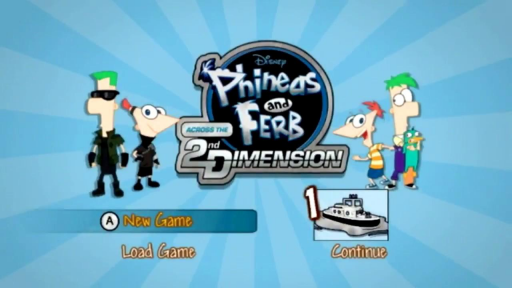 Disney
Phineas
and
Ferb
ACROSS THE
2nd Dimension
A New Game
Load Game
1
Continue